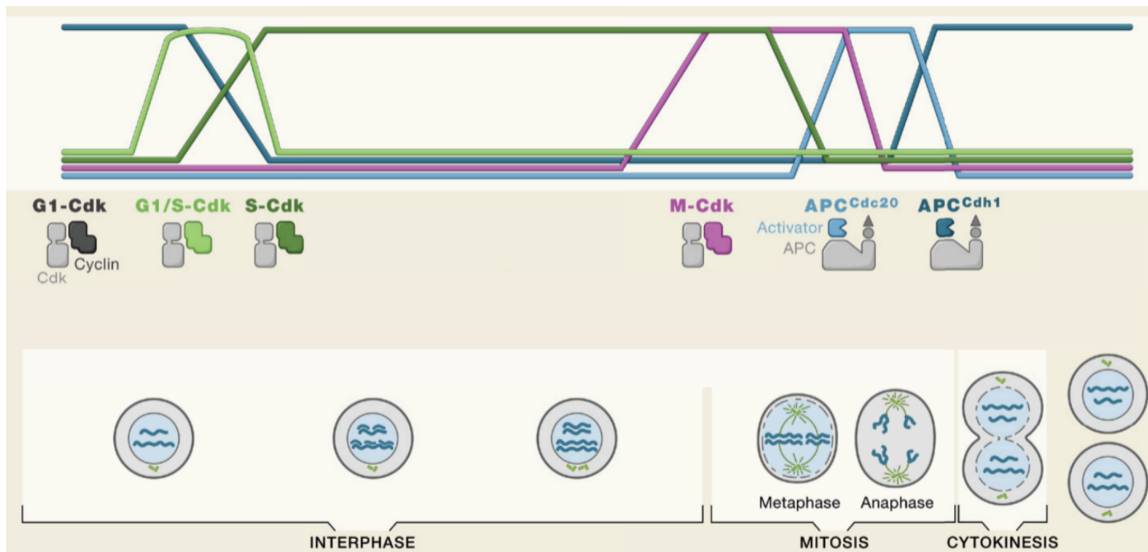 G1-Cdk G1/S-Cdk S-Cdk M-Cdk APCCdc20 APCCdh1
Activator
APC
Cyclin
Cdk
Metaphase Anaphase
INTERPHASE MITOSIS CYTOKINESIS